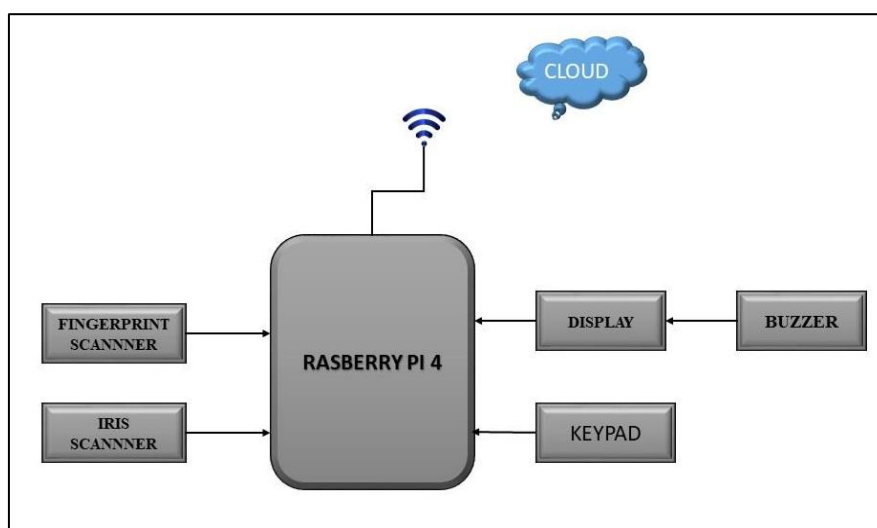 CLOUD
FINGERPRINT
SCANNNER
RASBERRY PI 4
DISPLAY
BUZZER
IRIS
SCANNNER
KEYPAD